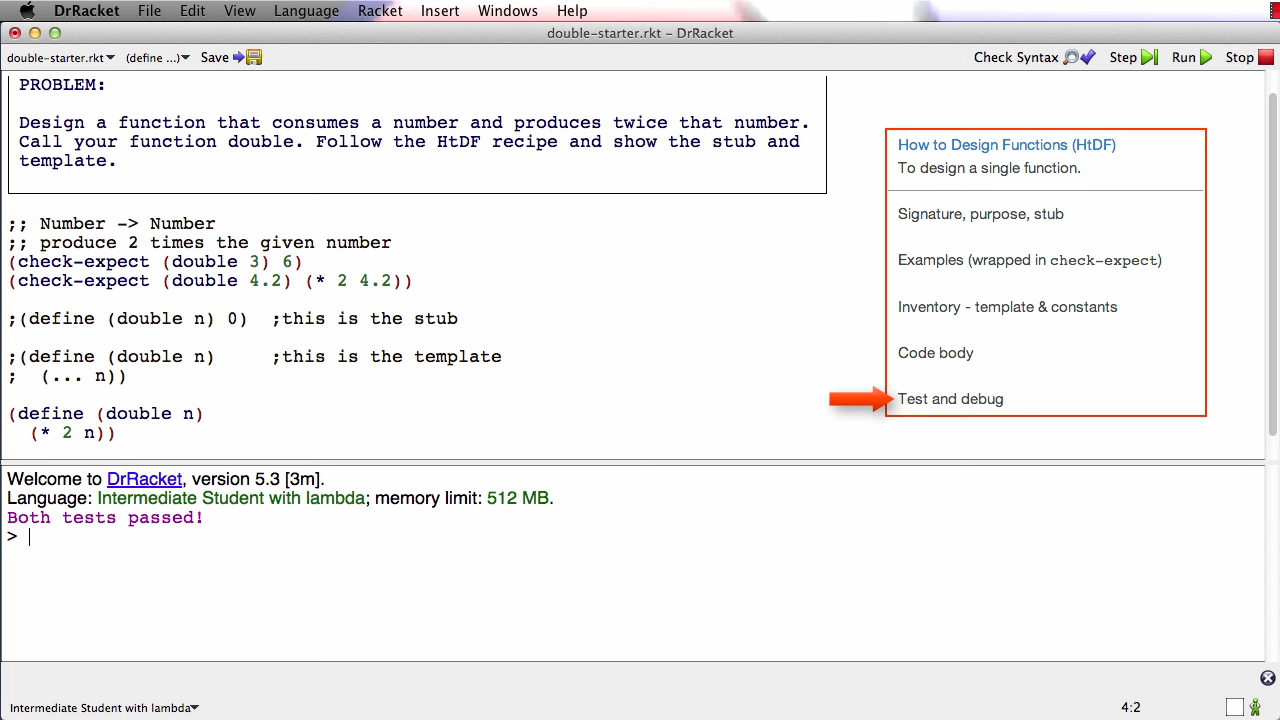 DrRacket File Edit View Language Racket Insert Windows Help
double-starter.rkt – DrRacket
double-starter.rkt (define ...) Save Check Syntax Step Run Stop
PROBLEM:
Design a function that consumes a number and produces twice that number.
Call your function double. Follow the HtDF recipe and show the stub and
template.
;; Number -> Number
;; produce 2 times the given number
(check-expect (double 3) 6)
(check-expect (double 4.2) (* 2 4.2))
;(define (double n) 0)  ;this is the stub
;(define (double n)     ;this is the template
;  (... n))
(define (double n)
  (* 2 n))
How to Design Functions (HtDF)
To design a single function.
Signature, purpose, stub
Examples (wrapped in check-expect)
Inventory - template & constants
Code body
Test and debug
Welcome to DrRacket, version 5.3 [3m].
Language: Intermediate Student with lambda; memory limit: 512 MB.
Both tests passed!
>
Intermediate Student with lambda 4:2